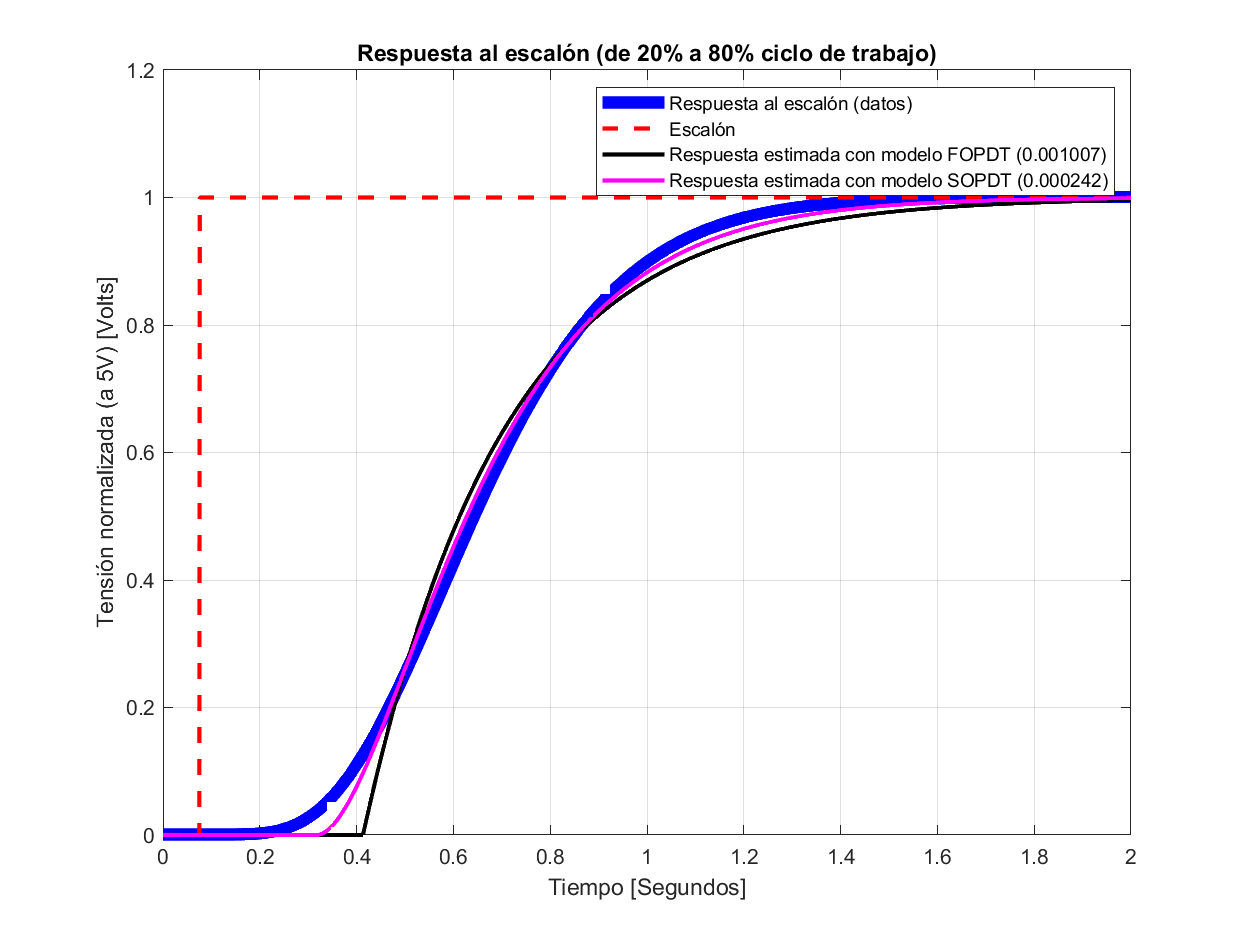 Respuesta al escalón (de 20% a 80% ciclo de trabajo)
Respuesta al escalón (datos)
Escalón
Respuesta estimada con modelo FOPDT (0.001007)
Respuesta estimada con modelo SOPDT (0.000242)
Tensión normalizada (a 5V) [Volts]
1.2
1
0.8
0.6
0.4
0.2
0
0 0.2 0.4 0.6 0.8 1 1.2 1.4 1.6 1.8 2
Tiempo [Segundos]